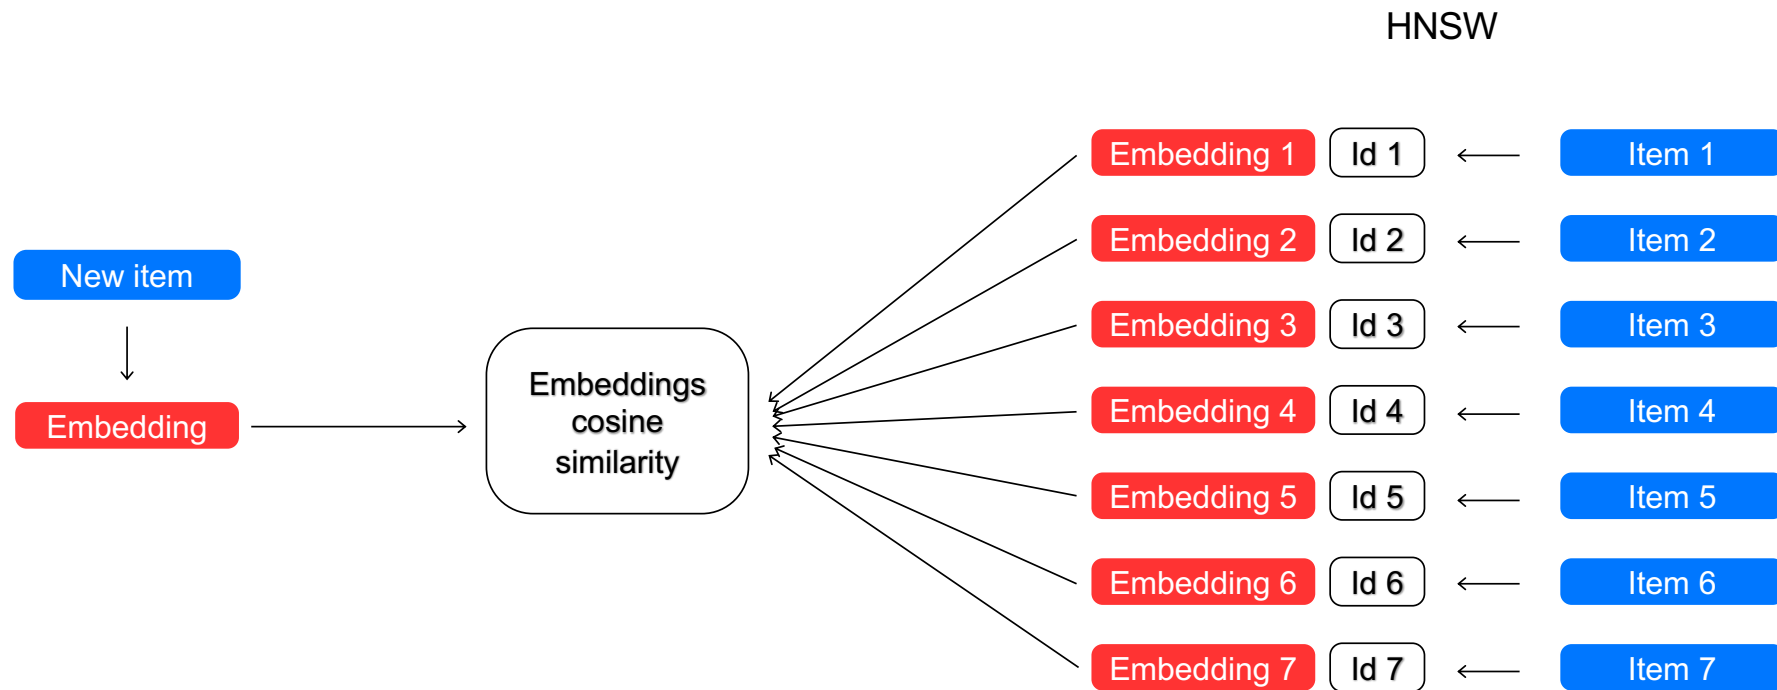 HNSW
New item
Embedding
Embeddings
cosine
similarity
Embedding 1 Id 1 Item 1
Embedding 2 Id 2 Item 2
Embedding 3 Id 3 Item 3
Embedding 4 Id 4 Item 4
Embedding 5 Id 5 Item 5
Embedding 6 Id 6 Item 6
Embedding 7 Id 7 Item 7